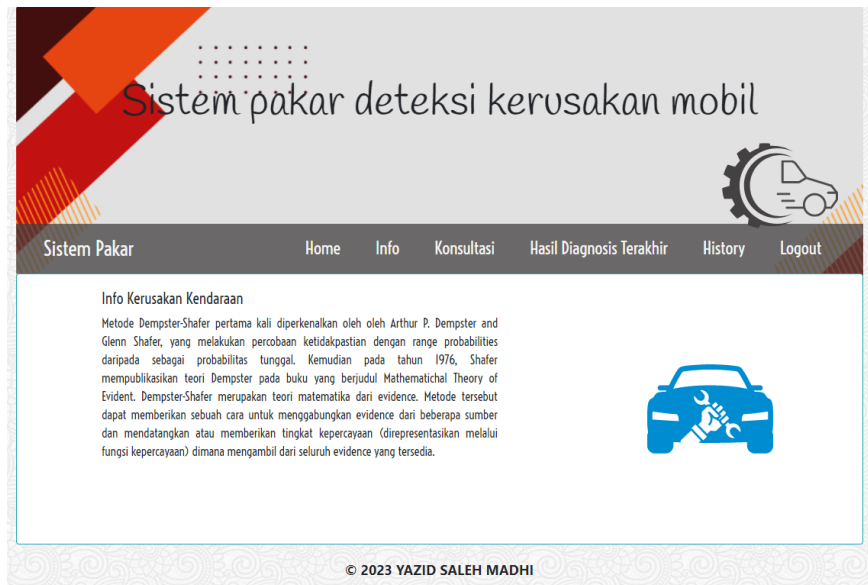 Sistem pakar deteksi kerusakan mobil
Sistem Pakar Home Info Konsultasi Hasil Diagnosis Terakhir History Logout
Info Kerusakan Kendaraan
Metode Dempster-Shafer pertama kali diperkenalkan oleh oleh Arthur P. Dempster and
Glenn Shafer, yang melakukan percobaan ketidakpastian dengan range probabilities
daripada sebagai probabilitas tunggal. Kemudian pada tahun 1976, Shafer
mempublikasikan teori Dempster pada buku yang berjudul Mathematichal Theory of
Evident. Dempster-Shafer merupakan teori matematika dari evidence. Metode tersebut
dapat memberikan sebuah cara untuk menggabungkan evidence dari beberapa sumber
dan mendatangkan atau memberikan tingkat kepercayaan (direpresentasikan melalui
fungsi kepercayaan) dimana mengambil dari seluruh evidence yang tersedia.
© 2023 YAZID SALEH MADHI